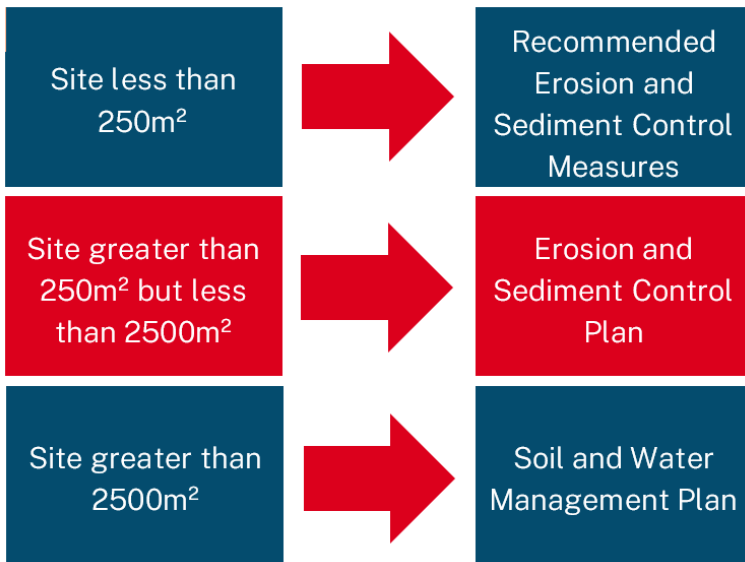 Site less than
250m²
Recommended
Erosion and
Sediment Control
Measures
Site greater than
250m² but less
than 2500m²
Erosion and
Sediment Control
Plan
Site greater than
2500m²
Soil and Water
Management Plan